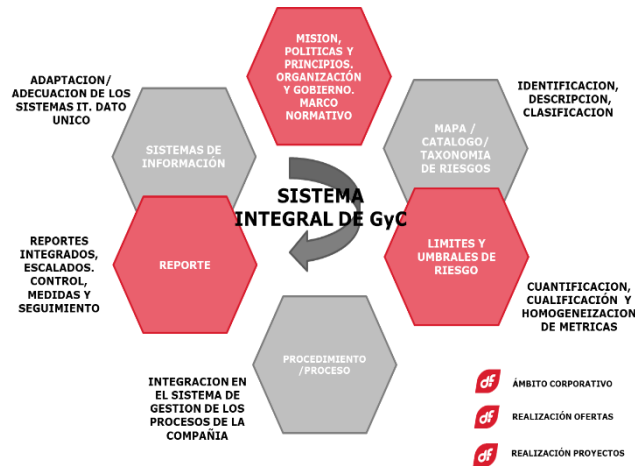 MISION,
POLITICAS Y
PRINCIPIOS.
ORGANIZACIÓN
Y GOBIERNO.
MARCO
NORMATIVO
ADAPTACION/
ADECUACION DE LOS
SISTEMAS IT. DATO
UNICO
SISTEMAS DE
INFORMACIÓN
MAPA /
CATALOGO/
TAXONOMIA
DE RIESGOS
IDENTIFICACION,
DESCRIPCION,
CLASIFICACION
SISTEMA
INTEGRAL DE GyC
REPORTES
INTEGRADOS,
ESCALADOS.
CONTROL,
MEDIDAS Y
SEGUIMIENTO
REPORTE
LIMITES Y
UMBRALES DE
RIESGO
CUANTIFICACION,
CUALIFICACIÓN Y
HOMOGENEIZACION
DE METRICAS
PROCEDIMIENTO
/PROCESO
INTEGRACION EN
EL SISTEMA DE
GESTION DE LOS
PROCESOS DE LA
COMPAÑIA
df ÁMBITO CORPORATIVO
df REALIZACIÓN OFERTAS
df REALIZACIÓN PROYECTOS